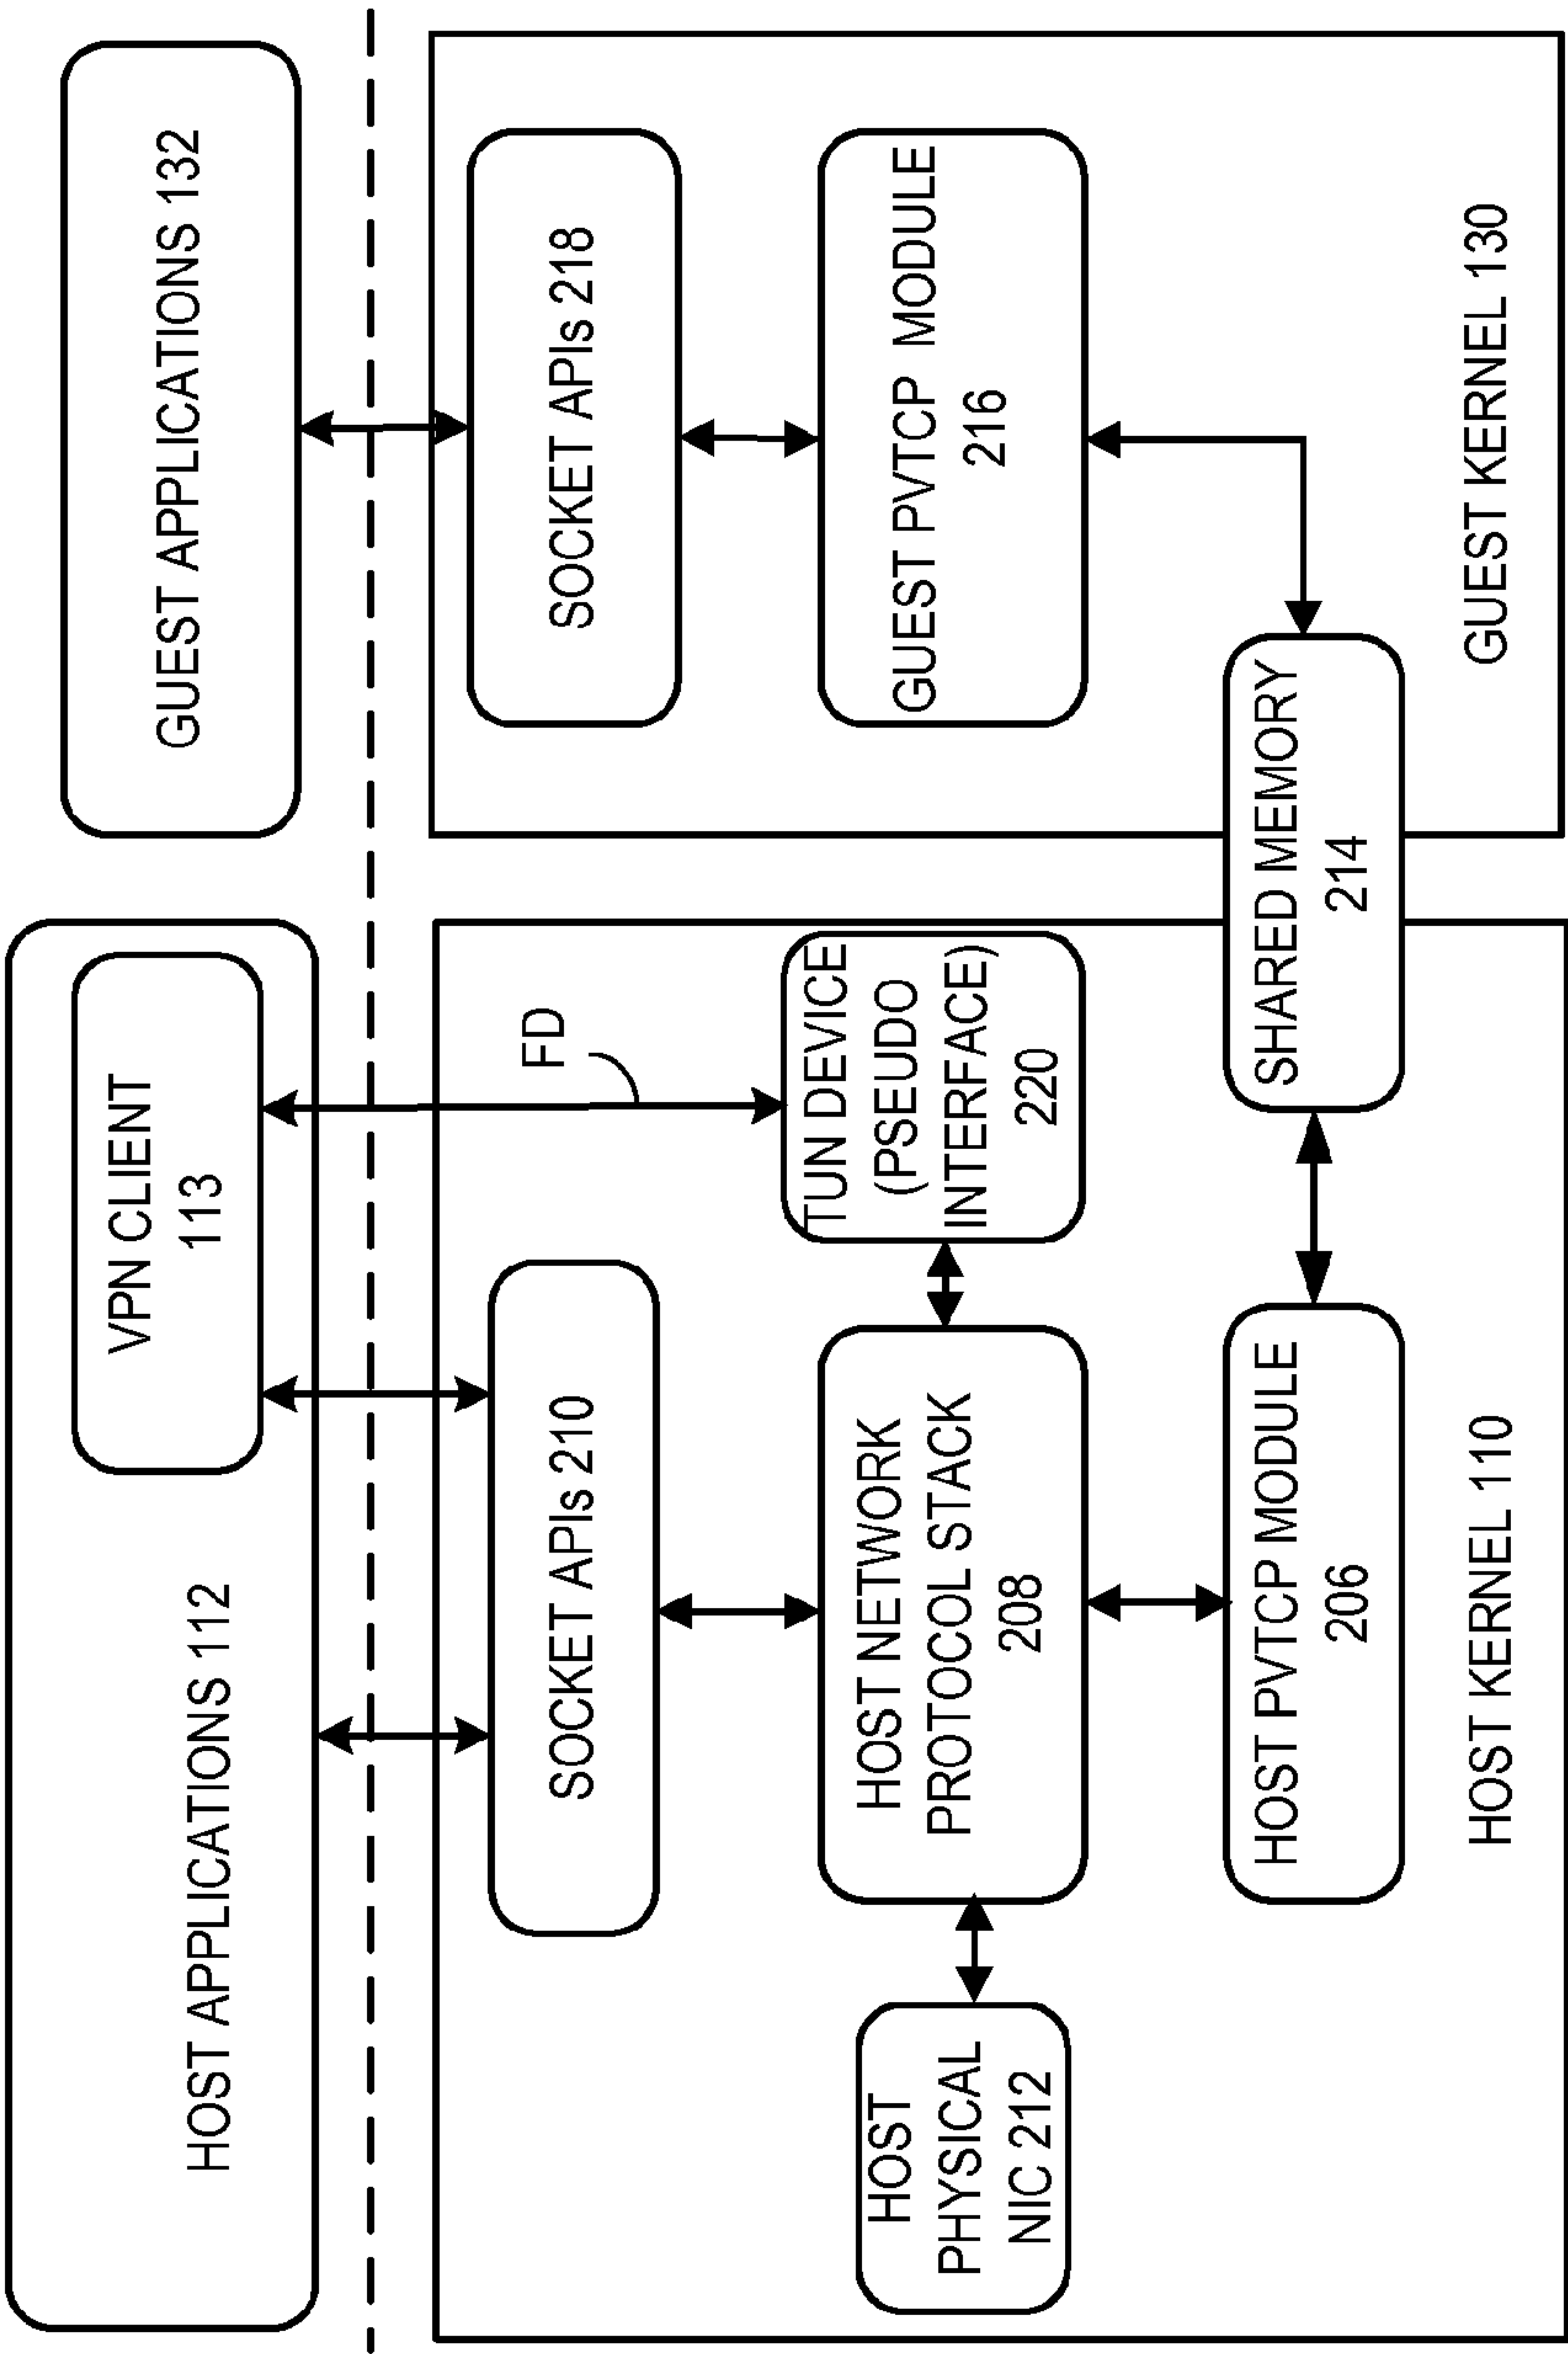 HOST APPLICATIONS 112
VPN CLIENT
113
GUEST APPLICATIONS 132
FD
SOCKET APIs 210
SOCKET APIs 218
HOST
PHYSICAL
NIC 212
HOST NETWORK
PROTOCOL STACK
208
TUN DEVICE
(PSEUDO
INTERFACE)
220
GUEST PVTCP MODULE
216
HOST PVTCP MODULE
206
SHARED MEMORY
214
HOST KERNEL 110
GUEST KERNEL 130